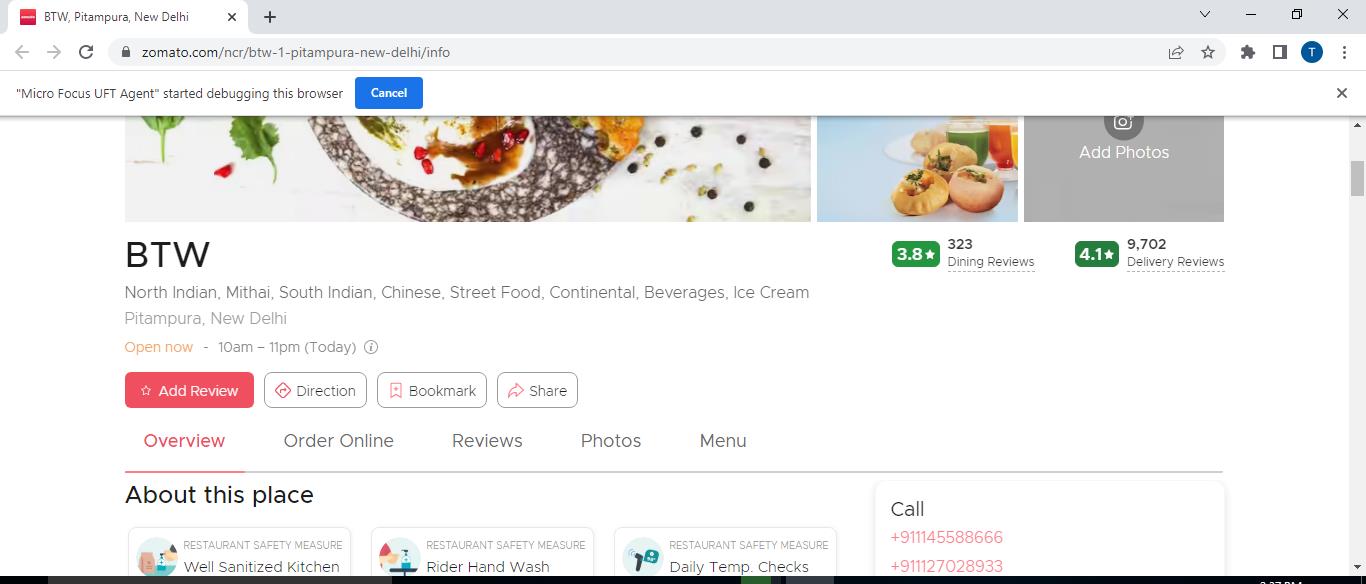 BTW, Pitampura, New Delhi
zomato.com/ncr/btw-1-pitampura-new-delhi/info
T
"Micro Focus UFT Agent" started debugging this browser
Cancel
Add Photos
BTW
3.8★
323
Dining Reviews
4.1★
9,702
Delivery Reviews
North Indian, Mithai, South Indian, Chinese, Street Food, Continental, Beverages, Ice Cream
Pitampura, New Delhi
Open now - 10am – 11pm (Today)
Add Review
Direction
Bookmark
Share
Overview
Order Online
Reviews
Photos
Menu
About this place
RESTAURANT SAFETY MEASURE
Well Sanitized Kitchen
RESTAURANT SAFETY MEASURE
Rider Hand Wash
RESTAURANT SAFETY MEASURE
Daily Temp. Checks
Call
+911145588666
+911127028933